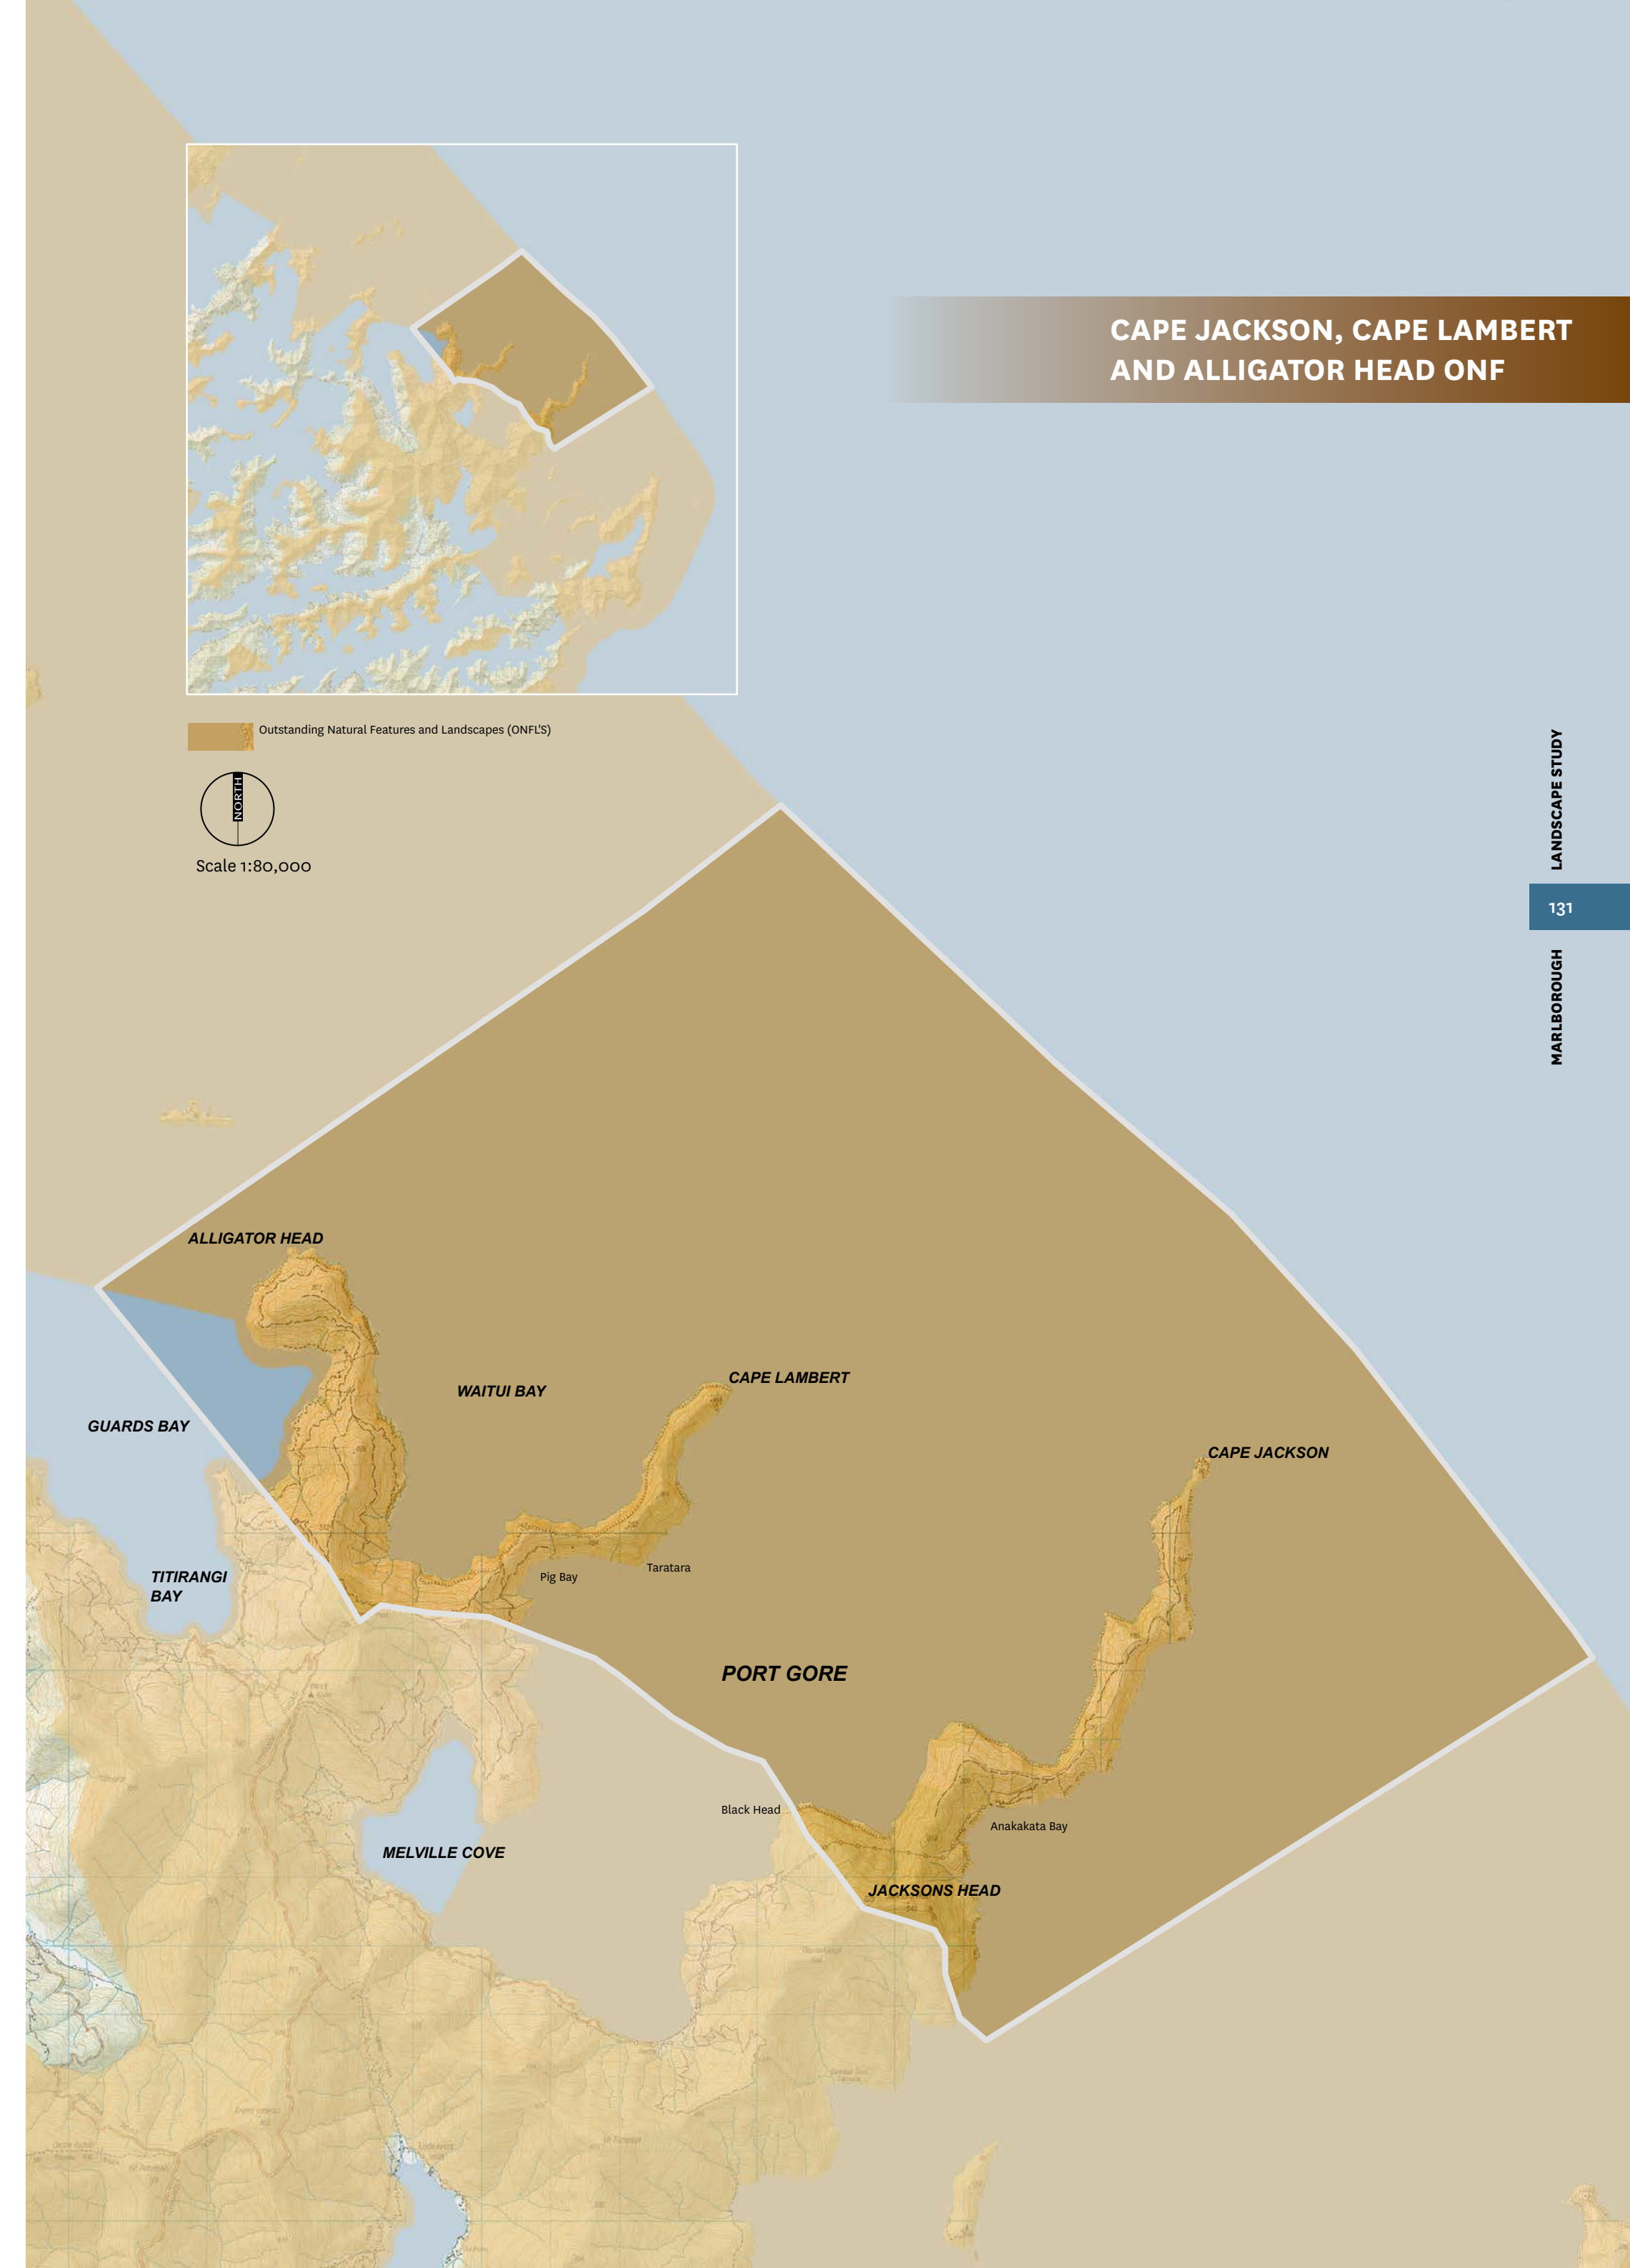 CAPE JACKSON, CAPE LAMBERT
AND ALLIGATOR HEAD ONF
Outstanding Natural Features and Landscapes (ONFL'S)
NORTH
Scale 1:80,000
LANDSCAPE STUDY
131
MARLBOROUGH
ALLIGATOR HEAD
CAPE LAMBERT
WAITUI BAY
GUARDS BAY
CAPE JACKSON
TITIRANGI
BAY
Taratara
Pig Bay
PORT GORE
Black Head
Anakakata Bay
MELVILLE COVE
JACKSONS HEAD